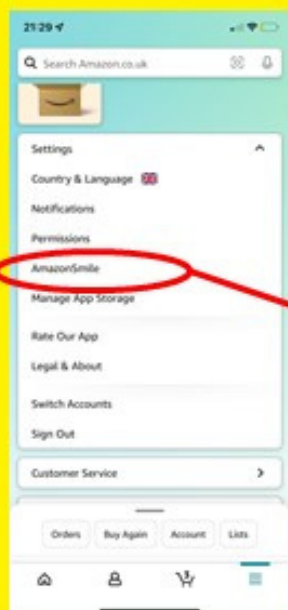 21:29
Search Amazon.co.uk
Settings
Country & Language
Notifications
Permissions
AmazonSmile
Manage App Storage
Rate Our App
Legal & About
Switch Accounts
Sign Out
Customer Service
Orders
Buy Again
Account
Lists